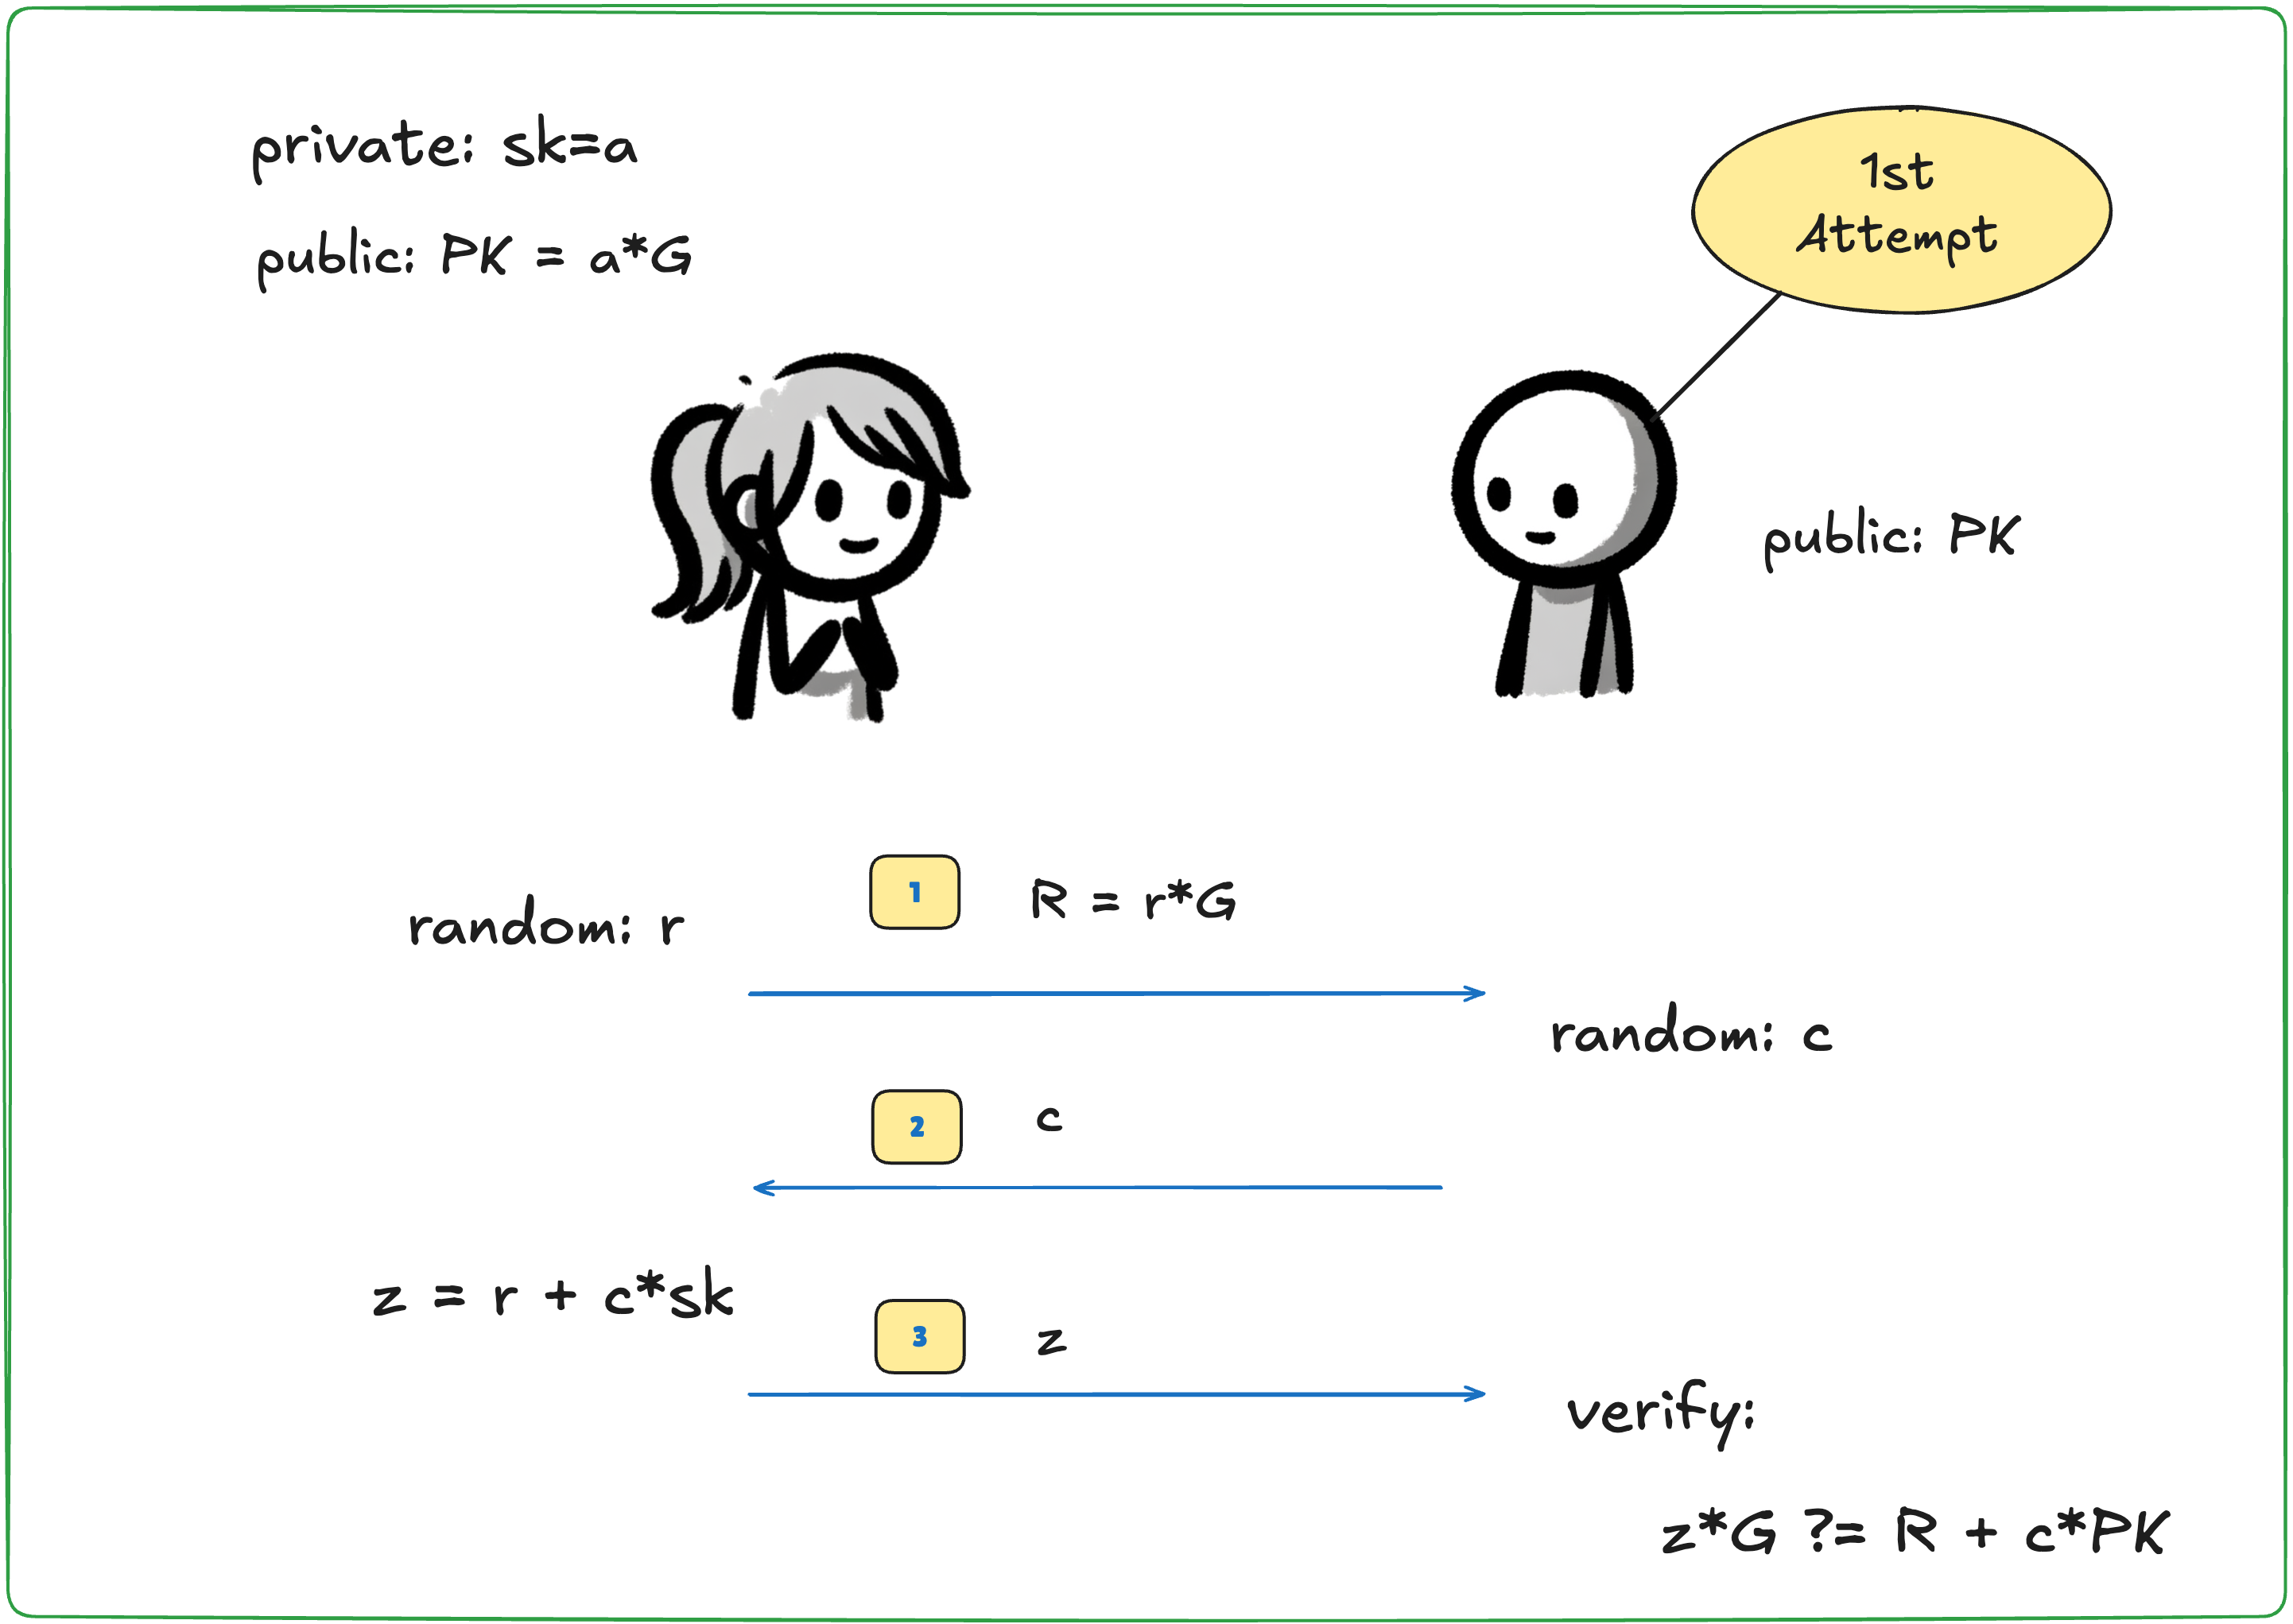 private: sk=a
public: PK = a*G
1st
Attempt
public: PK
1
R = r*G
random: r
random: c
2
c
z = r + c*sk
3
z
verify:
z*G ?= R + c*PK